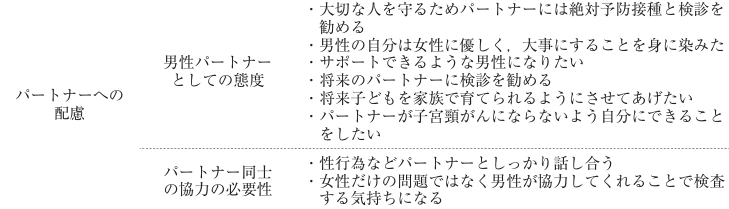 パートナーへの
配慮
男性パートナー
としての態度
・大切な人を守るためパートナーには絶対予防接種と検診を
勧める
・男性の自分は女性に優しく，大事にすることを身に染みた
・サポートできるような男性になりたい
・将来のパートナーに検診を勧める
・将来子どもを家族で育てられるようにさせてあげたい
・パートナーが子宮頸がんにならないよう自分にできること
をしたい
パートナー同士
の協力の必要性
・性行為などパートナーとしっかり話し合う
・女性だけの問題ではなく男性が協力してくれることで検査
する気持ちになる